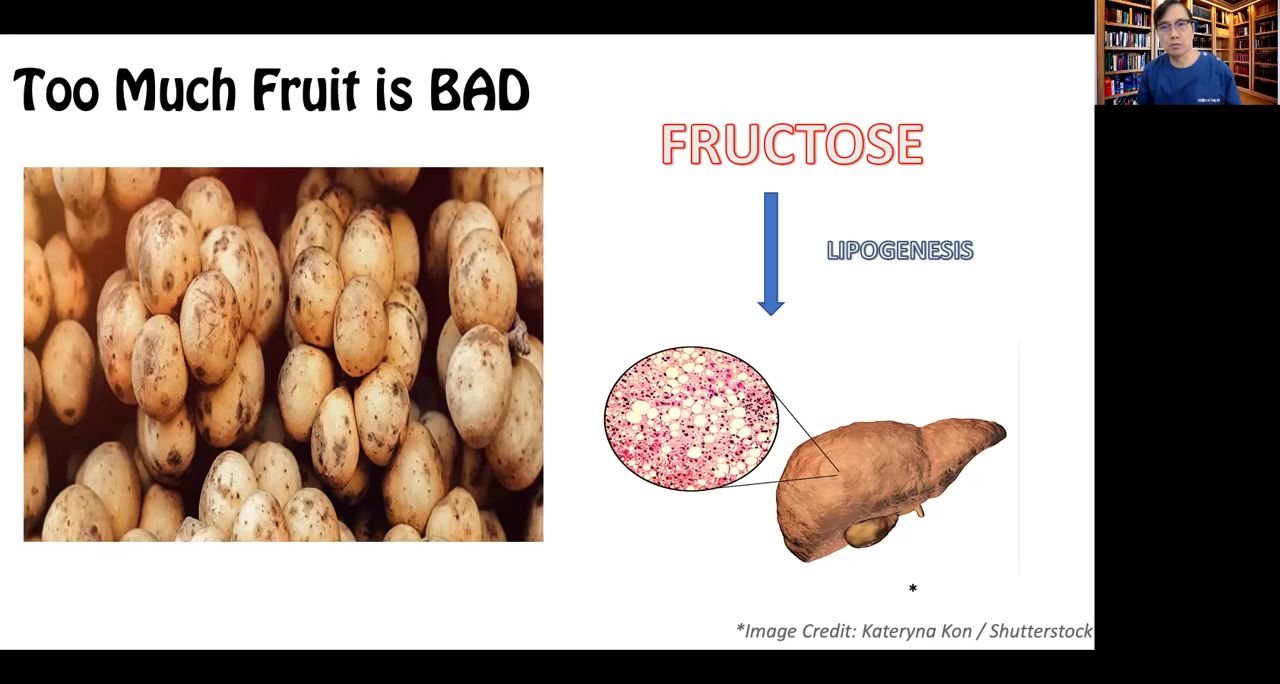 Too Much Fruit is BAD
FRUCTOSE
LIPOGENESIS
*
*Image Credit: Kateryna Kon / Shutterstock